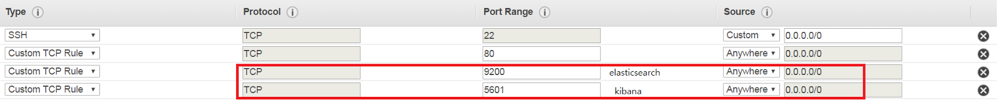 Type i Protocol i Port Range i Source i
SSH TCP 22 Custom 0.0.0.0/0
Custom TCP Rule TCP 80 Anywhere 0.0.0.0/0
Custom TCP Rule TCP 9200 elasticsearch Anywhere 0.0.0.0/0
Custom TCP Rule TCP 5601 kibana Anywhere 0.0.0.0/0